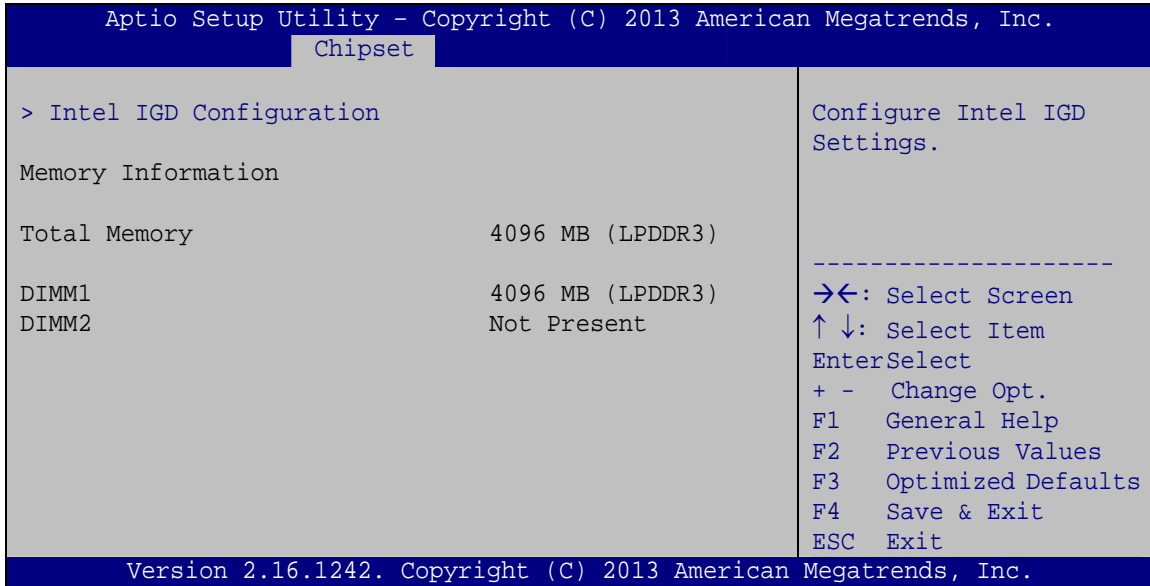 Aptio Setup Utility – Copyright (C) 2013 American Megatrends, Inc.
Chipset
> Intel IGD Configuration
Memory Information
Total Memory 4096 MB (LPDDR3)
DIMM1 4096 MB (LPDDR3)
DIMM2 Not Present
Configure Intel IGD
Settings.
---------------------
→←: Select Screen
↑ ↓: Select Item
EnterSelect
+ - Change Opt.
F1 General Help
F2 Previous Values
F3 Optimized Defaults
F4 Save & Exit
ESC Exit
Version 2.16.1242. Copyright (C) 2013 American Megatrends, Inc.